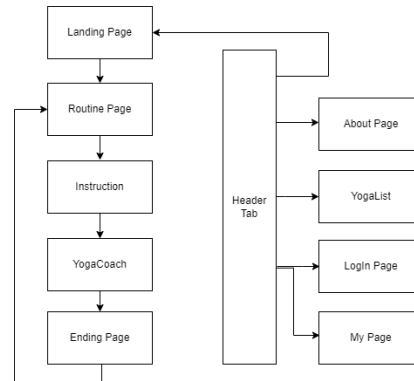 Landing Page
Routine Page
Instruction
YogaCoach
Ending Page
Header
Tab
About Page
YogaList
LogIn Page
My Page